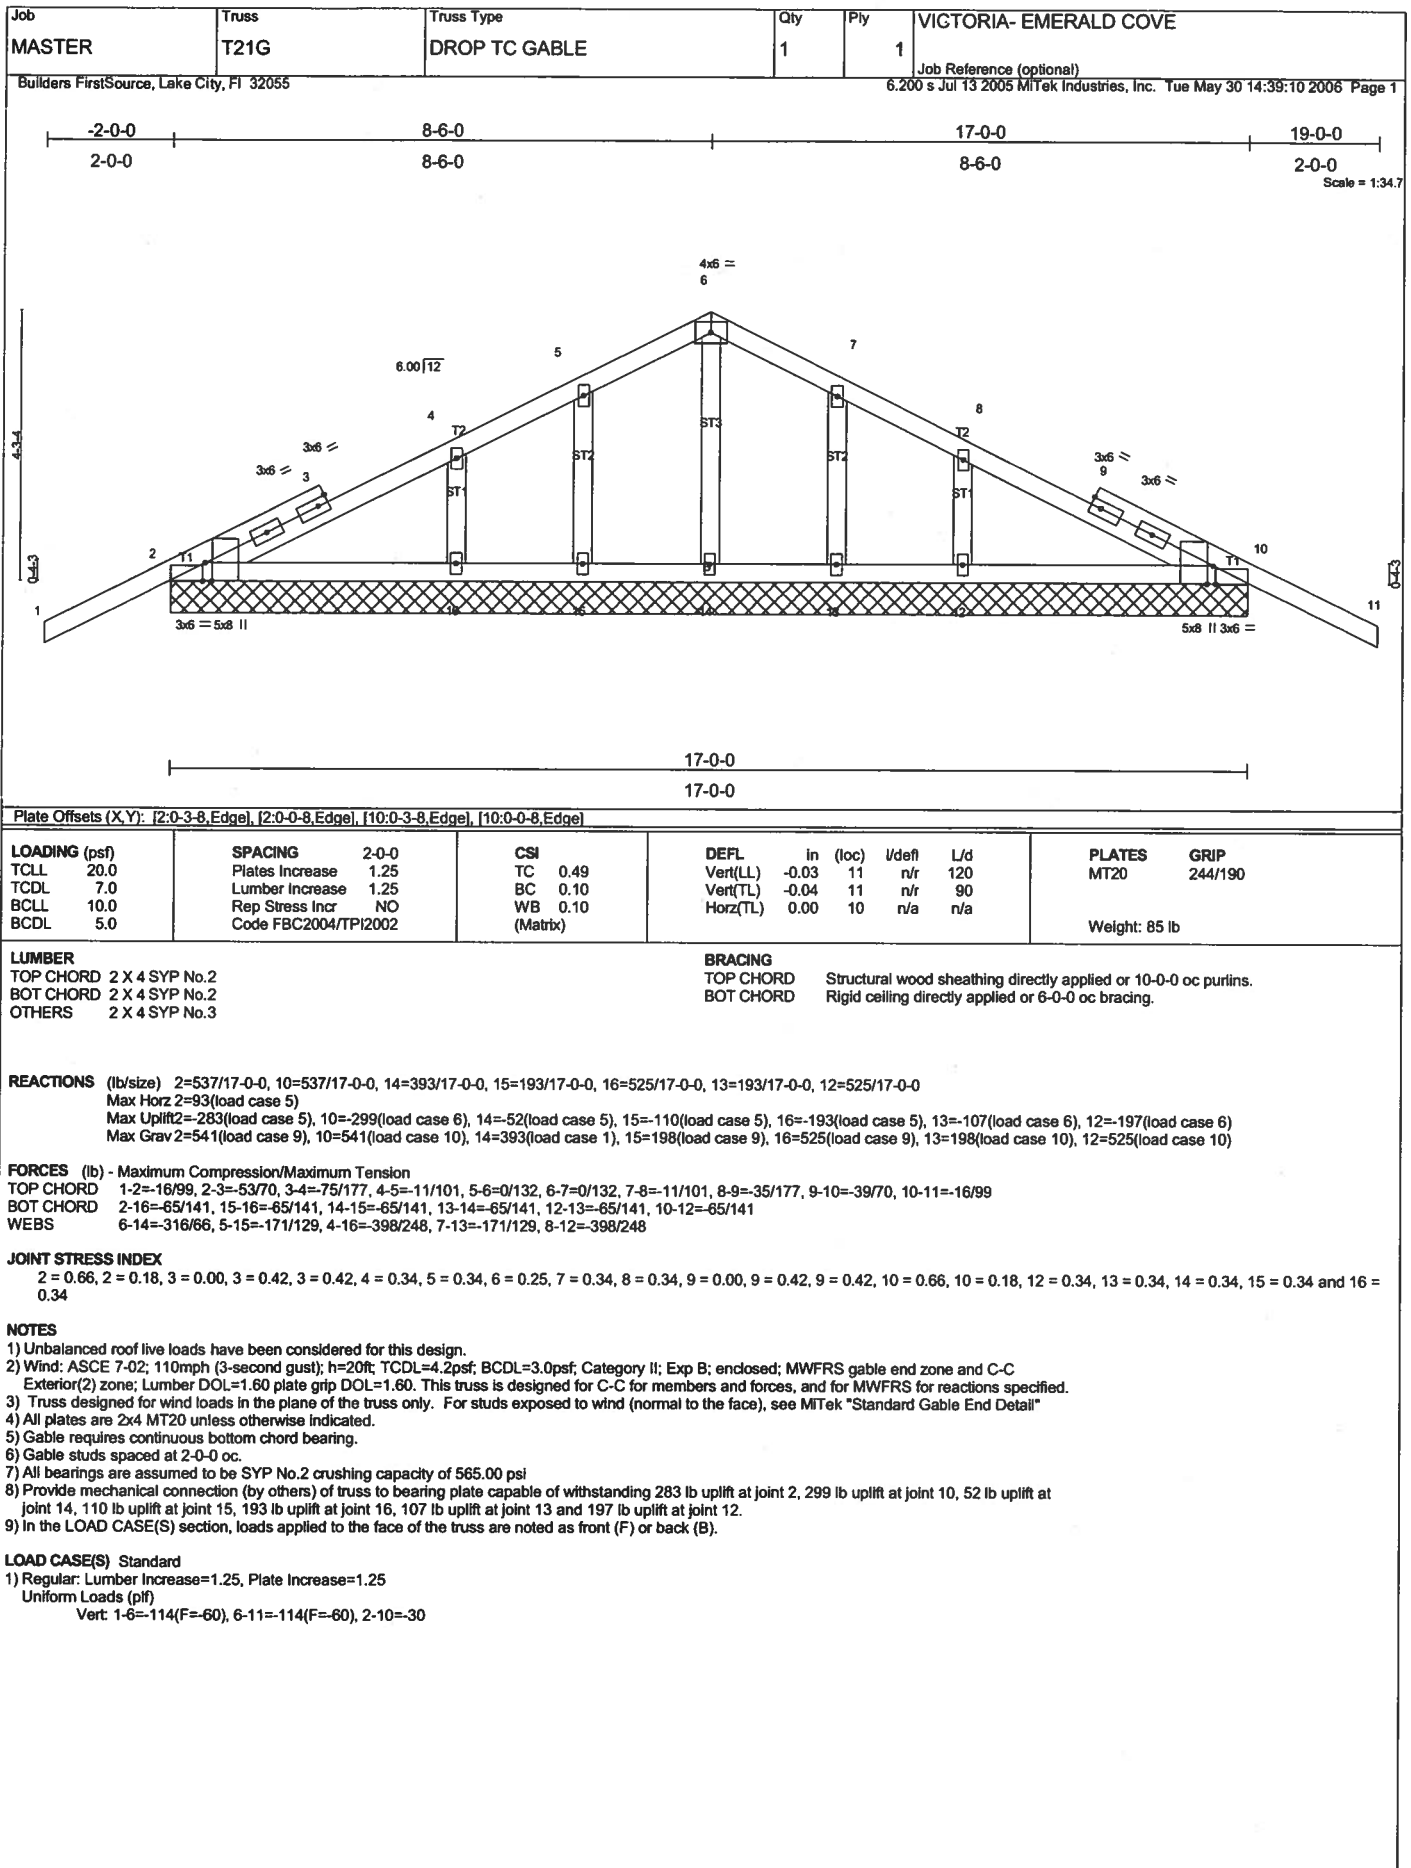 Job Truss Truss Type Qty Ply VICTORIA- EMERALD COVE
MASTER T21G DROP TC GABLE 1 1
Job Reference (optional)
Builders FirstSource, Lake City, Fl 32055 6.200 s Jul 13 2005 MiTek Industries, Inc. Tue May 30 14:39:10 2006 Page 1
-2-0-0 8-6-0 17-0-0 19-0-0
2-0-0 8-6-0 8-6-0 2-0-0
Scale = 1:34.7
4x6 =
6
5 7
6.00 12
4 8
T2 T2
3x6 = 3x6 =
3x6 = 3 9 3x6 =
ST3
ST2 ST2
ST1 ST1
4-3-4
2 T1 T1 10
0-4-3 0-4-3
1 11
16 15 14 13 12
3x6 = 5x8 II 5x8 II 3x6 =
17-0-0
17-0-0
Plate Offsets (X,Y): [2:0-3-8,Edge], [2:0-0-8,Edge], [10:0-3-8,Edge], [10:0-0-8,Edge]
LOADING (psf) SPACING 2-0-0 CSI DEFL in (loc) l/defl L/d PLATES GRIP
TCLL 20.0 Plates Increase 1.25 TC 0.49 Vert(LL) -0.03 11 n/r 120 MT20 244/190
TCDL 7.0 Lumber Increase 1.25 BC 0.10 Vert(TL) -0.04 11 n/r 90
BCLL 10.0 Rep Stress Incr NO WB 0.10 Horz(TL) 0.00 10 n/a n/a
BCDL 5.0 Code FBC2004/TPI2002 (Matrix) Weight: 85 lb
LUMBER BRACING
TOP CHORD 2 X 4 SYP No.2 TOP CHORD Structural wood sheathing directly applied or 10-0-0 oc purlins.
BOT CHORD 2 X 4 SYP No.2 BOT CHORD Rigid ceiling directly applied or 6-0-0 oc bracing.
OTHERS 2 X 4 SYP No.3
REACTIONS (lb/size) 2=537/17-0-0, 10=537/17-0-0, 14=393/17-0-0, 15=193/17-0-0, 16=525/17-0-0, 13=193/17-0-0, 12=525/17-0-0
Max Horz 2=93(load case 5)
Max Uplift2=-283(load case 5), 10=-299(load case 6), 14=-52(load case 5), 15=-110(load case 5), 16=-193(load case 5), 13=-107(load case 6), 12=-197(load case 6)
Max Grav 2=541(load case 9), 10=541(load case 10), 14=393(load case 1), 15=198(load case 9), 16=525(load case 9), 13=198(load case 10), 12=525(load case 10)
FORCES (lb) - Maximum Compression/Maximum Tension
TOP CHORD 1-2=-16/99, 2-3=-53/70, 3-4=-75/177, 4-5=-11/101, 5-6=0/132, 6-7=0/132, 7-8=-11/101, 8-9=-35/177, 9-10=-39/70, 10-11=-16/99
BOT CHORD 2-16=-65/141, 15-16=-65/141, 14-15=-65/141, 13-14=-65/141, 12-13=-65/141, 10-12=-65/141
WEBS 6-14=-316/66, 5-15=-171/129, 4-16=-398/248, 7-13=-171/129, 8-12=-398/248
JOINT STRESS INDEX
2 = 0.66, 2 = 0.18, 3 = 0.00, 3 = 0.42, 3 = 0.42, 4 = 0.34, 5 = 0.34, 6 = 0.25, 7 = 0.34, 8 = 0.34, 9 = 0.00, 9 = 0.42, 9 = 0.42, 10 = 0.66, 10 = 0.18, 12 = 0.34, 13 = 0.34, 14 = 0.34, 15 = 0.34 and 16 =
0.34
NOTES
1) Unbalanced roof live loads have been considered for this design.
2) Wind: ASCE 7-02; 110mph (3-second gust); h=20ft; TCDL=4.2psf; BCDL=3.0psf; Category II; Exp B; enclosed; MWFRS gable end zone and C-C
Exterior(2) zone; Lumber DOL=1.60 plate grip DOL=1.60. This truss is designed for C-C for members and forces, and for MWFRS for reactions specified.
3) Truss designed for wind loads in the plane of the truss only. For studs exposed to wind (normal to the face), see MiTek "Standard Gable End Detail"
4) All plates are 2x4 MT20 unless otherwise indicated.
5) Gable requires continuous bottom chord bearing.
6) Gable studs spaced at 2-0-0 oc.
7) All bearings are assumed to be SYP No.2 crushing capacity of 565.00 psi
8) Provide mechanical connection (by others) of truss to bearing plate capable of withstanding 283 lb uplift at joint 2, 299 lb uplift at joint 10, 52 lb uplift at
joint 14, 110 lb uplift at joint 15, 193 lb uplift at joint 16, 107 lb uplift at joint 13 and 197 lb uplift at joint 12.
9) In the LOAD CASE(S) section, loads applied to the face of the truss are noted as front (F) or back (B).
LOAD CASE(S) Standard
1) Regular: Lumber Increase=1.25, Plate Increase=1.25
Uniform Loads (plf)
Vert: 1-6=-114(F=-60), 6-11=-114(F=-60), 2-10=-30